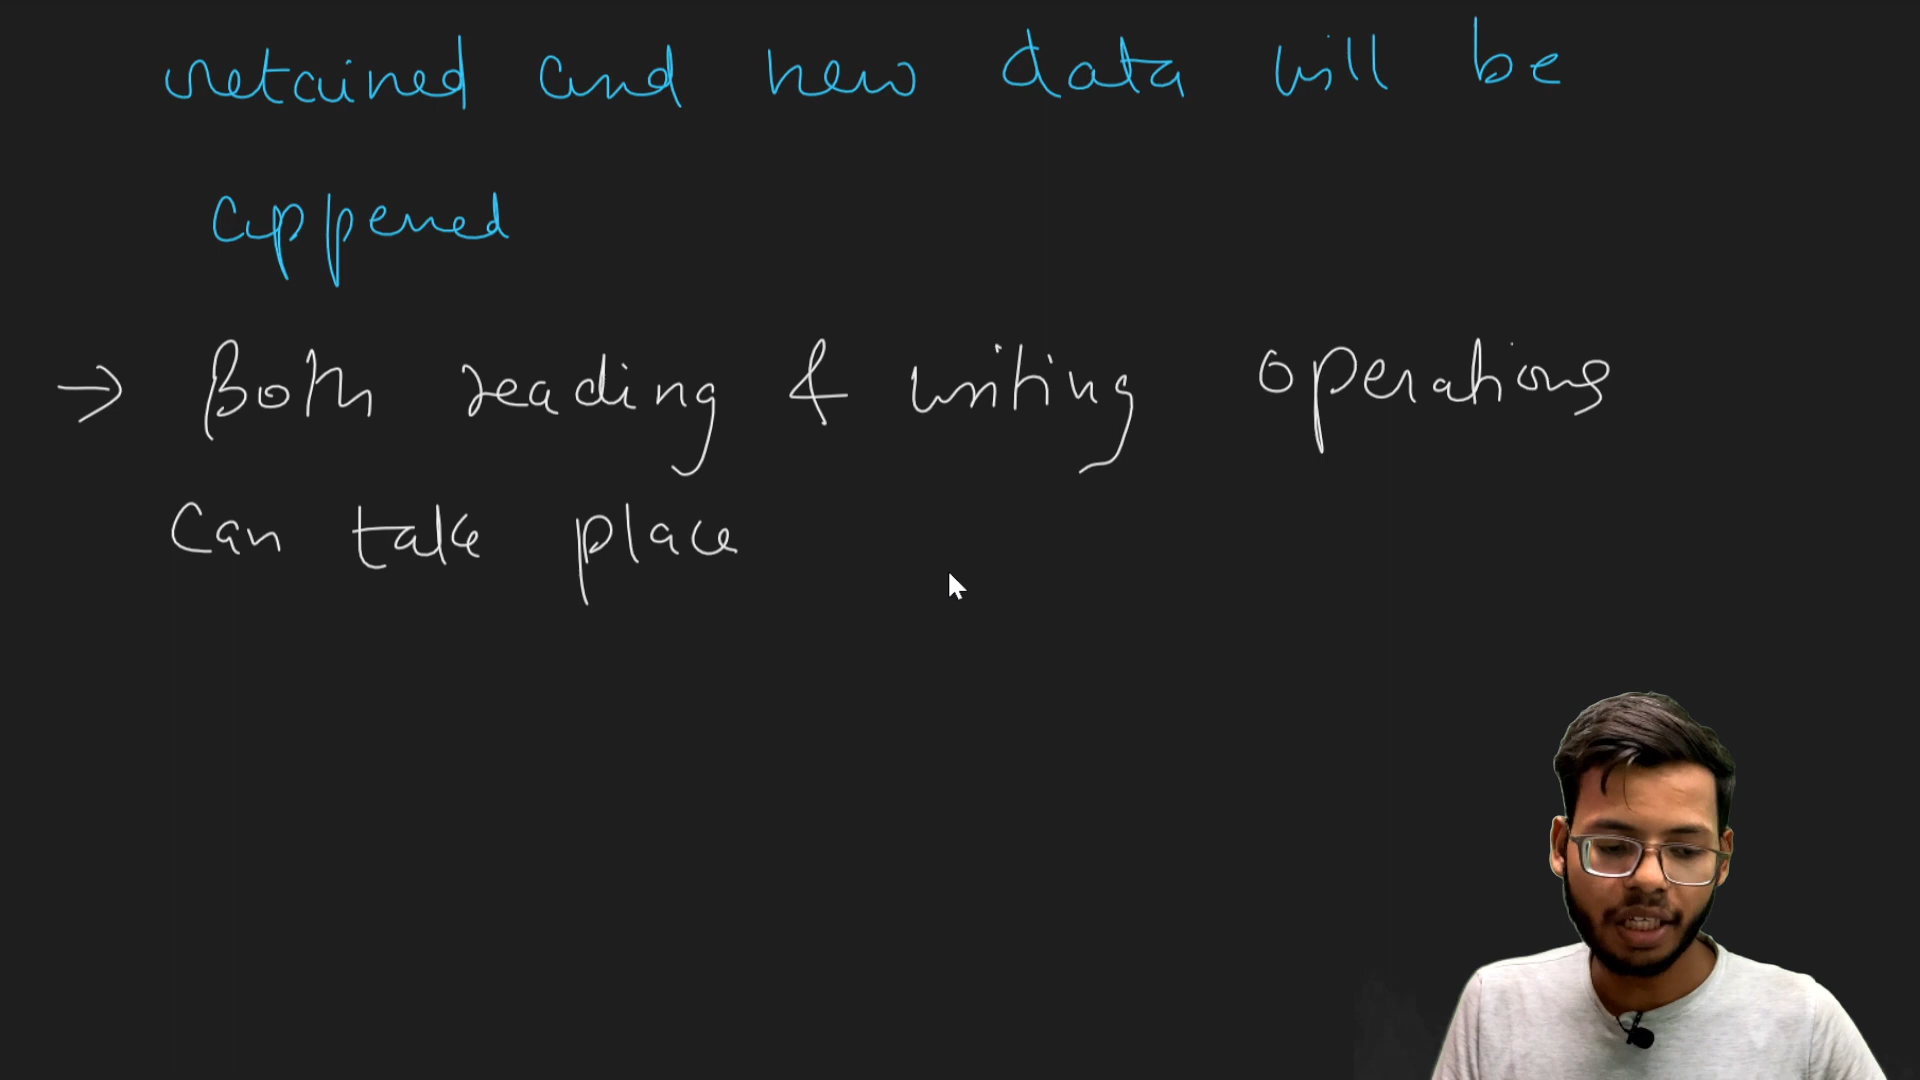 retained and new data will be
appened
→ Both reading & writing operations
Can take place